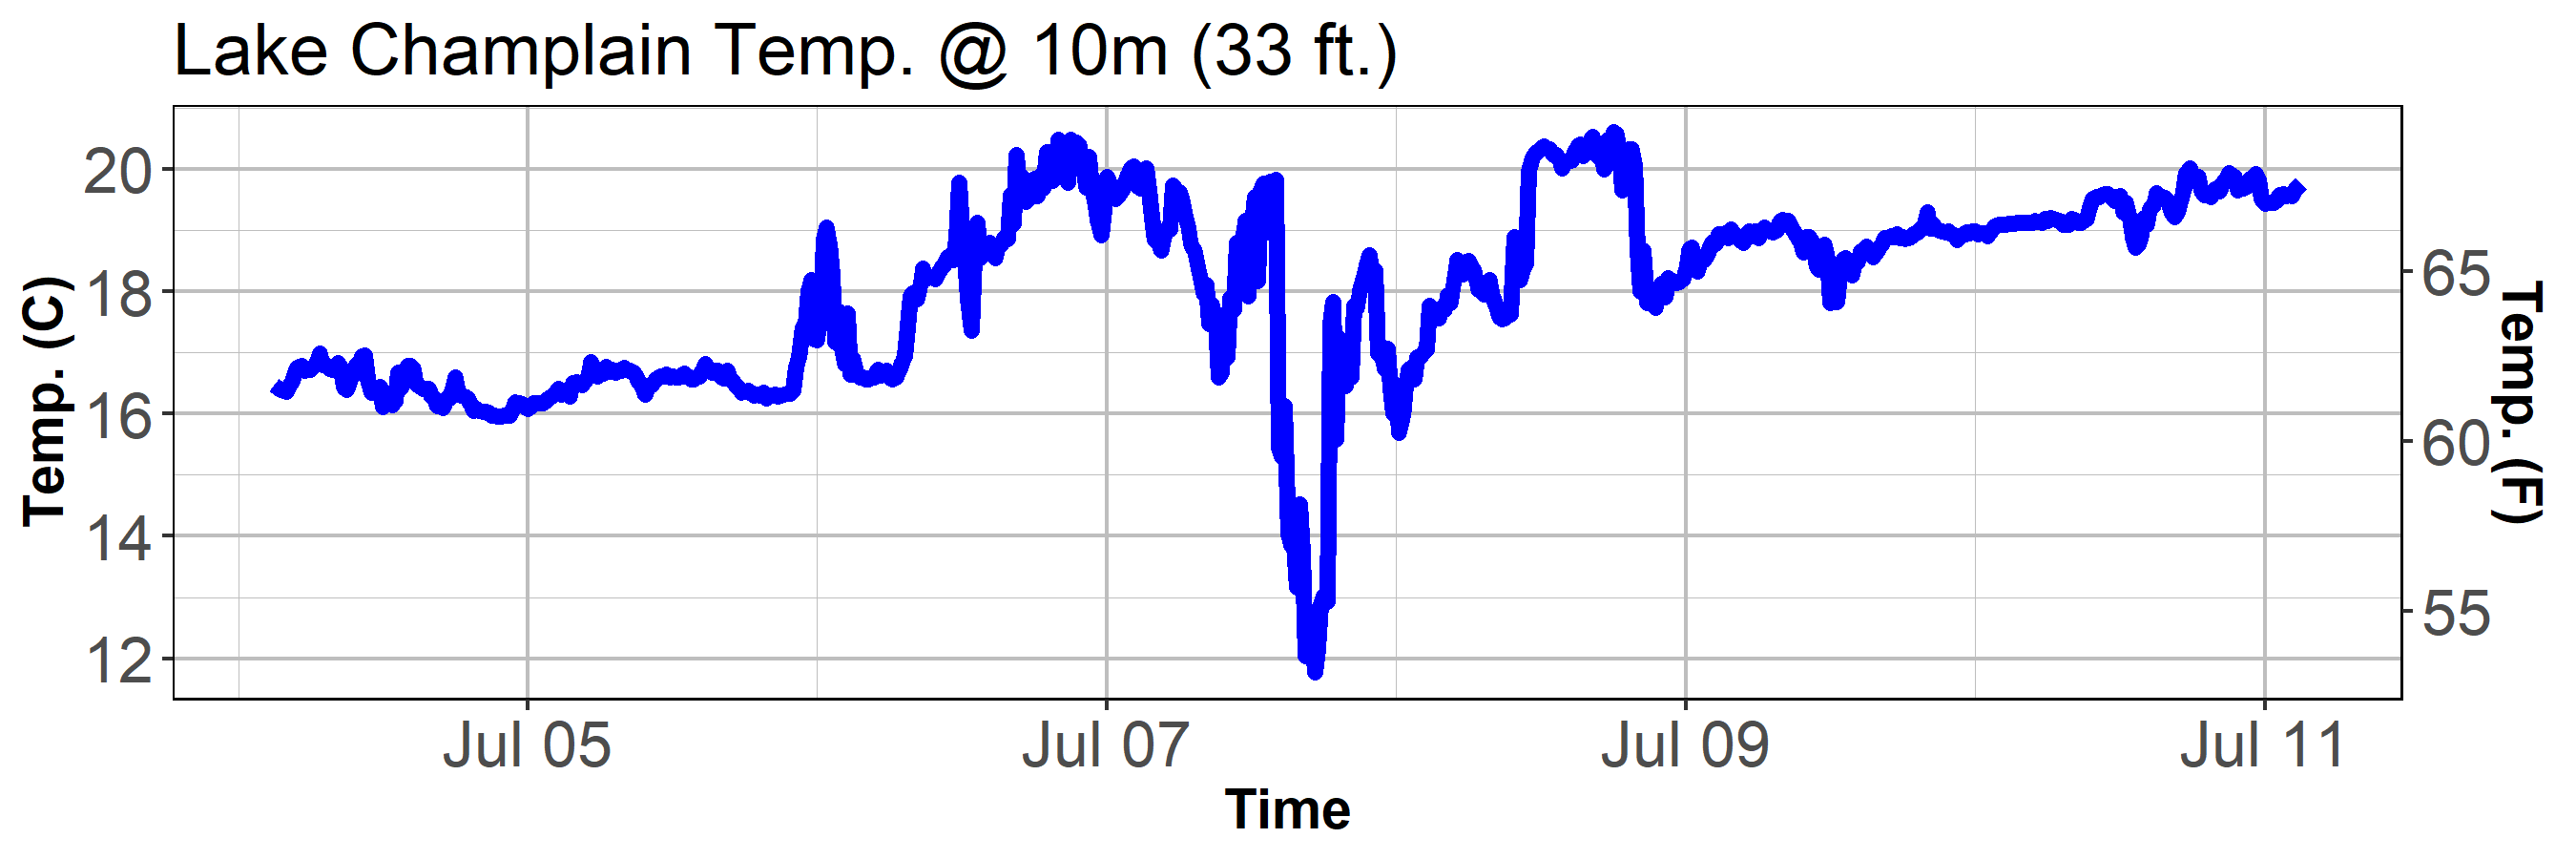 Lake Champlain Temp. @ 10m (33 ft.)
Temp. (C)
20
18
16
14
12
65
60
55
Temp. (F)
Jul 05 Jul 07 Jul 09 Jul 11
Time